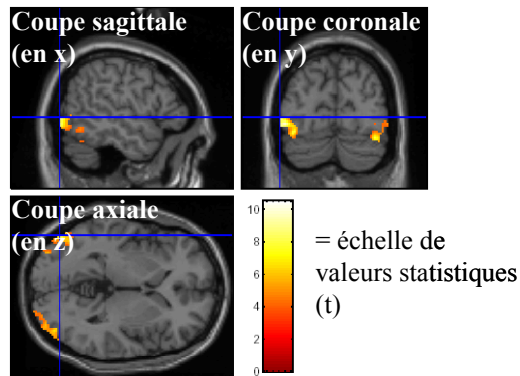 Coupe sagittale
(en x)
Coupe coronale
(en y)
Coupe axiale
(en z)
10
8
6
4
2
0
= échelle de
valeurs statistiques
(t)